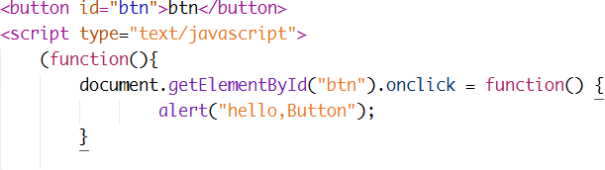 <button id="btn">btn</button>
<script type="text/javascript">
(function(){
document.getElementById("btn").onclick = function() {
alert("hello,Button");
}